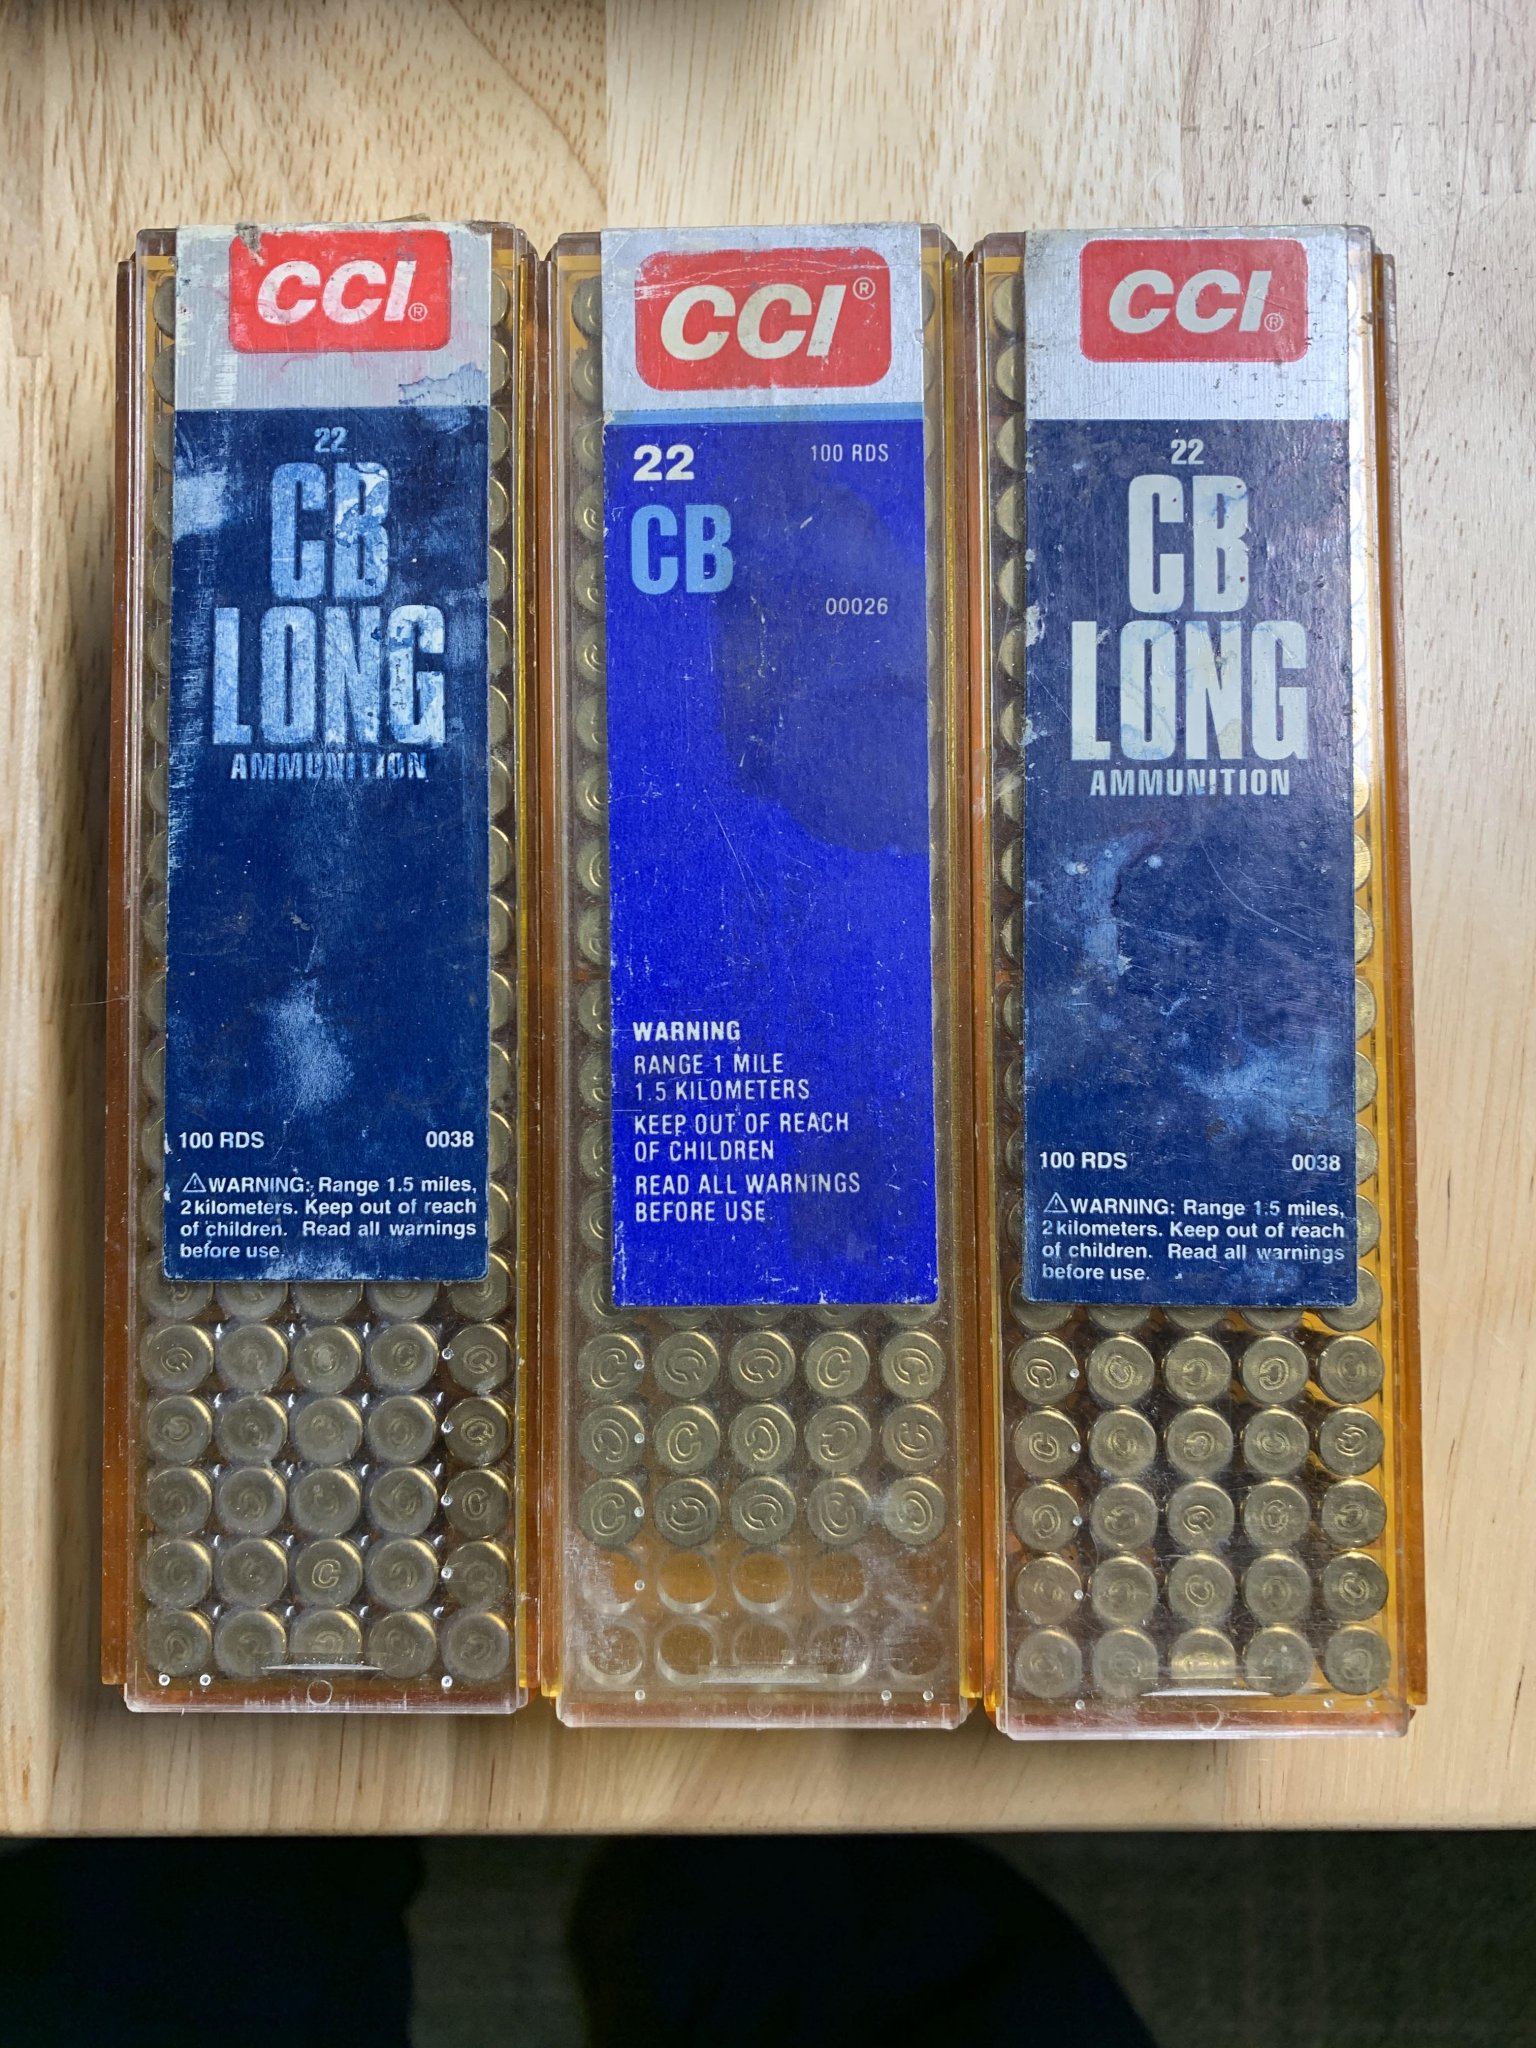 CCI®
22
CB
LONG
AMMUNITION
100 RDS 0038
⚠WARNING: Range 1.5 miles,
2 kilometers. Keep out of reach
of children. Read all warnings
before use.
CCI®
22 100 RDS
CB
00026
WARNING
RANGE 1 MILE
1.5 KILOMETERS
KEEP OUT OF REACH
OF CHILDREN
READ ALL WARNINGS
BEFORE USE
CCI®
22
CB
LONG
AMMUNITION
100 RDS 0038
⚠WARNING: Range 1.5 miles,
2 kilometers. Keep out of reach
of children. Read all warnings
before use.